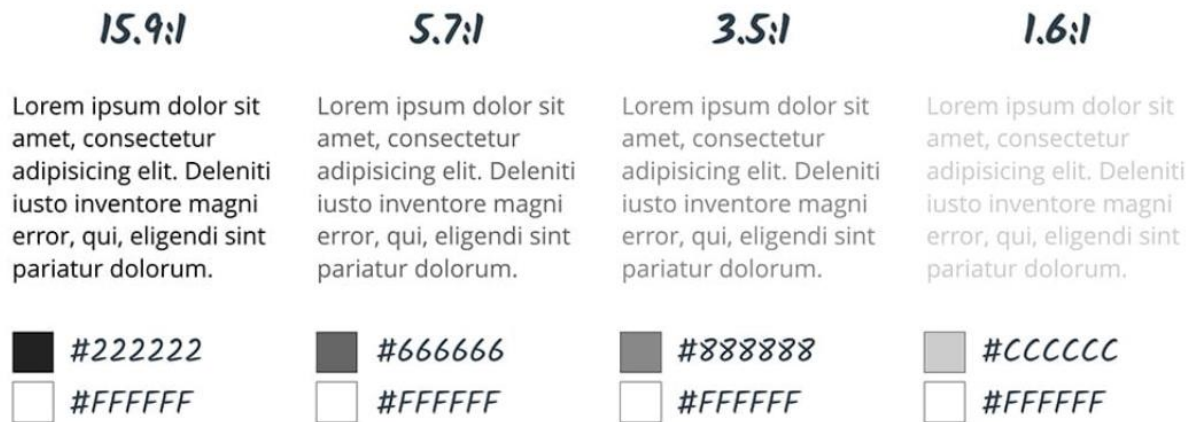 15.9:1
Lorem ipsum dolor sit
amet, consectetur
adipisicing elit. Deleniti
iusto inventore magni
error, qui, eligendi sint
pariatur dolorum.
#222222
#FFFFFF
5.7:1
Lorem ipsum dolor sit
amet, consectetur
adipisicing elit. Deleniti
iusto inventore magni
error, qui, eligendi sint
pariatur dolorum.
#666666
#FFFFFF
3.5:1
Lorem ipsum dolor sit
amet, consectetur
adipisicing elit. Deleniti
iusto inventore magni
error, qui, eligendi sint
pariatur dolorum.
#888888
#FFFFFF
1.6:1
Lorem ipsum dolor sit
amet, consectetur
adipisicing elit. Deleniti
iusto inventore magni
error, qui, eligendi sint
pariatur dolorum.
#CCCCCC
#FFFFFF